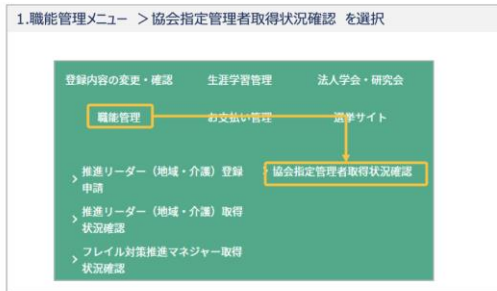 1.職能管理メニュー ＞協会指定管理者取得状況確認 を選択
登録内容の変更・確認 生涯学習管理 法人学会・研究会
職能管理 お支払い管理 選挙サイト
推進リーダー（地域・介護）登録
申請
協会指定管理者取得状況確認
推進リーダー（地域・介護）取得
状況確認
フレイル対策推進マネジャー取得
状況確認